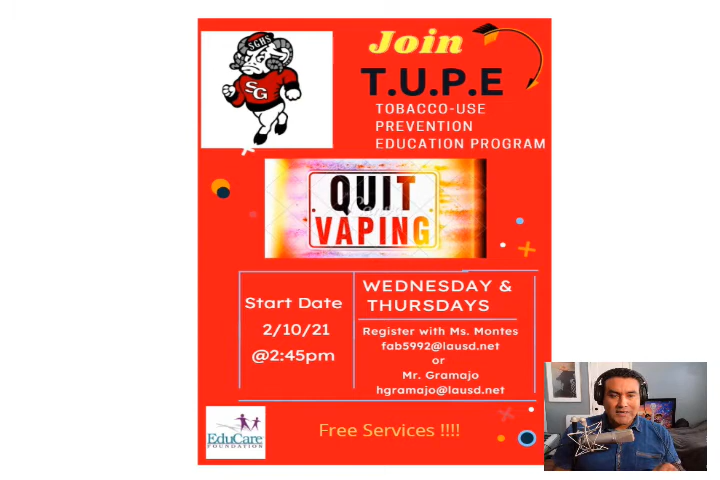 SGHS
SG
Join
T.U.P.E
TOBACCO-USE
PREVENTION
EDUCATION PROGRAM
QUIT
VAPING
Start Date
2/10/21
@2:45pm
WEDNESDAY &
THURSDAYS
Register with Ms. Montes
fab5992@lausd.net
or
Mr. Gramajo
hgramajo@lausd.net
EduCare
FOUNDATION
Free Services !!!!